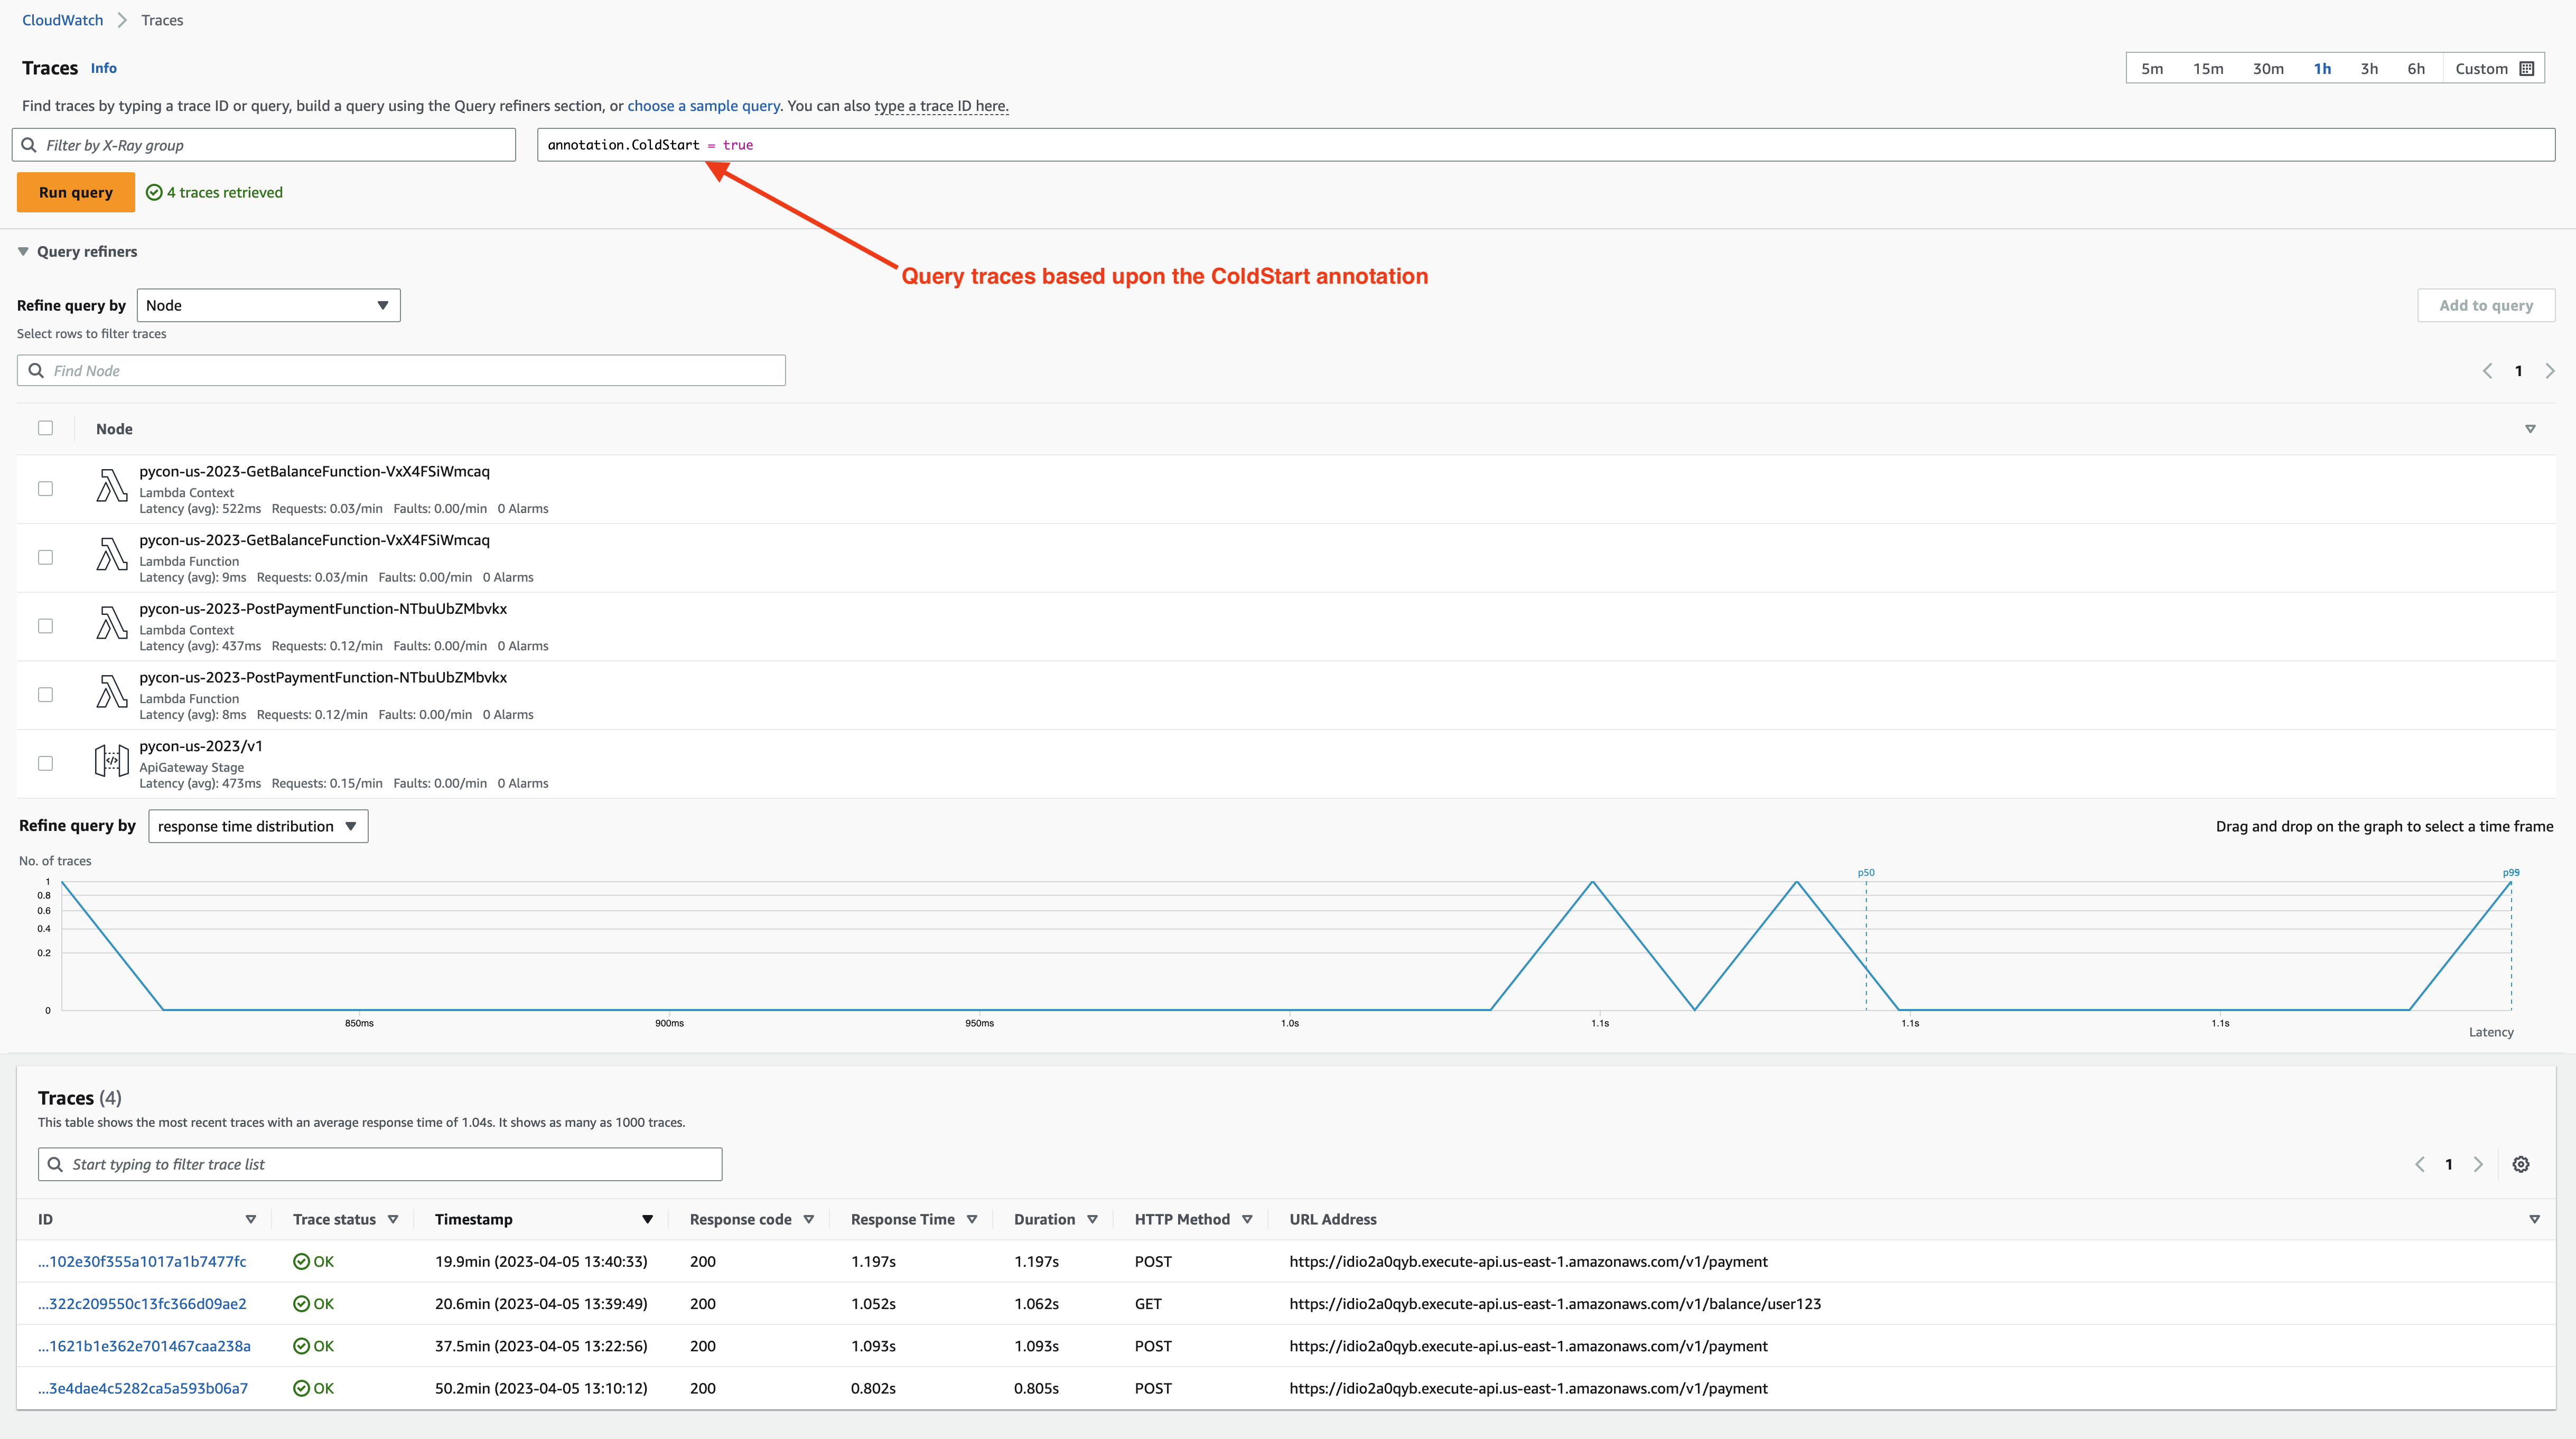 CloudWatch > Traces
Traces Info
5m 15m 30m 1h 3h 6h Custom
Find traces by typing a trace ID or query, build a query using the Query refiners section, or choose a sample query. You can also type a trace ID here.
Filter by X-Ray group
annotation.ColdStart = true
Run query
4 traces retrieved
Query refiners
Query traces based upon the ColdStart annotation
Refine query by Node
Add to query
Select rows to filter traces
Find Node
1
Node
pycon-us-2023-GetBalanceFunction-VxX4FSiWmcaq
Lambda Context
Latency (avg): 522ms Requests: 0.03/min Faults: 0.00/min 0 Alarms
pycon-us-2023-GetBalanceFunction-VxX4FSiWmcaq
Lambda Function
Latency (avg): 9ms Requests: 0.03/min Faults: 0.00/min 0 Alarms
pycon-us-2023-PostPaymentFunction-NTbuUbZMbvkx
Lambda Context
Latency (avg): 437ms Requests: 0.12/min Faults: 0.00/min 0 Alarms
pycon-us-2023-PostPaymentFunction-NTbuUbZMbvkx
Lambda Function
Latency (avg): 8ms Requests: 0.12/min Faults: 0.00/min 0 Alarms
pycon-us-2023/v1
ApiGateway Stage
Latency (avg): 473ms Requests: 0.15/min Faults: 0.00/min 0 Alarms
Refine query by response time distribution
Drag and drop on the graph to select a time frame
No. of traces
p50 p99
1
0.8
0.6
0.4
0.2
0
850ms 900ms 950ms 1.0s 1.1s 1.1s 1.1s
Latency
Traces (4)
This table shows the most recent traces with an average response time of 1.04s. It shows as many as 1000 traces.
Start typing to filter trace list
1
ID Trace status Timestamp Response code Response Time Duration HTTP Method URL Address
...102e30f355a1017a1b7477fc OK 19.9min (2023-04-05 13:40:33) 200 1.197s 1.197s POST https://idio2a0qyb.execute-api.us-east-1.amazonaws.com/v1/payment
...322c209550c13fc366d09ae2 OK 20.6min (2023-04-05 13:39:49) 200 1.052s 1.062s GET https://idio2a0qyb.execute-api.us-east-1.amazonaws.com/v1/balance/user123
...1621b1e362e701467caa238a OK 37.5min (2023-04-05 13:22:56) 200 1.093s 1.093s POST https://idio2a0qyb.execute-api.us-east-1.amazonaws.com/v1/payment
...3e4dae4c5282ca5a593b06a7 OK 50.2min (2023-04-05 13:10:12) 200 0.802s 0.805s POST https://idio2a0qyb.execute-api.us-east-1.amazonaws.com/v1/payment